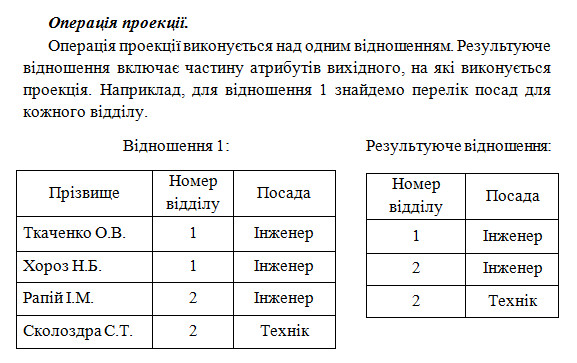 Операція проекції.
Операція проекції виконується над одним відношенням. Результуюче
відношення включає частину атрибутів вихідного, на які виконується
проекція. Наприклад, для відношення 1 знайдемо перелік посад для
кожного відділу.
Відношення 1:
Прізвище Номер відділу Посада
Ткаченко О.В. 1 Інженер
Хороз Н.Б. 1 Інженер
Рапій І.М. 2 Інженер
Сколоздра С.Т. 2 Технік
Результуюче відношення:
Номер відділу Посада
1 Інженер
2 Інженер
2 Технік